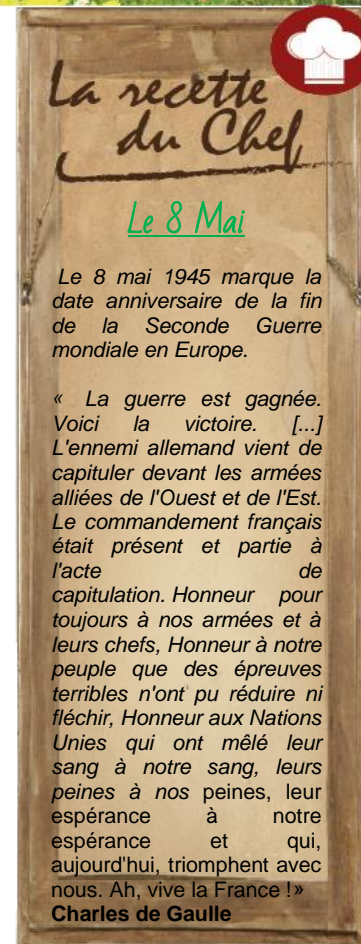 La recette
du Chef
Le 8 Mai
Le 8 mai 1945 marque la
date anniversaire de la fin
de la Seconde Guerre
mondiale en Europe.
« La guerre est gagnée.
Voici la victoire. [...]
L'ennemi allemand vient de
capituler devant les armées
alliées de l'Ouest et de l'Est.
Le commandement français
était présent et partie à
l'acte de
capitulation. Honneur pour
toujours à nos armées et à
leurs chefs, Honneur à notre
peuple que des épreuves
terribles n'ont pu réduire ni
fléchir, Honneur aux Nations
Unies qui ont mêlé leur
sang à notre sang, leurs
peines à nos peines, leur
espérance à notre
espérance et qui,
aujourd'hui, triomphent avec
nous. Ah, vive la France !»
Charles de Gaulle